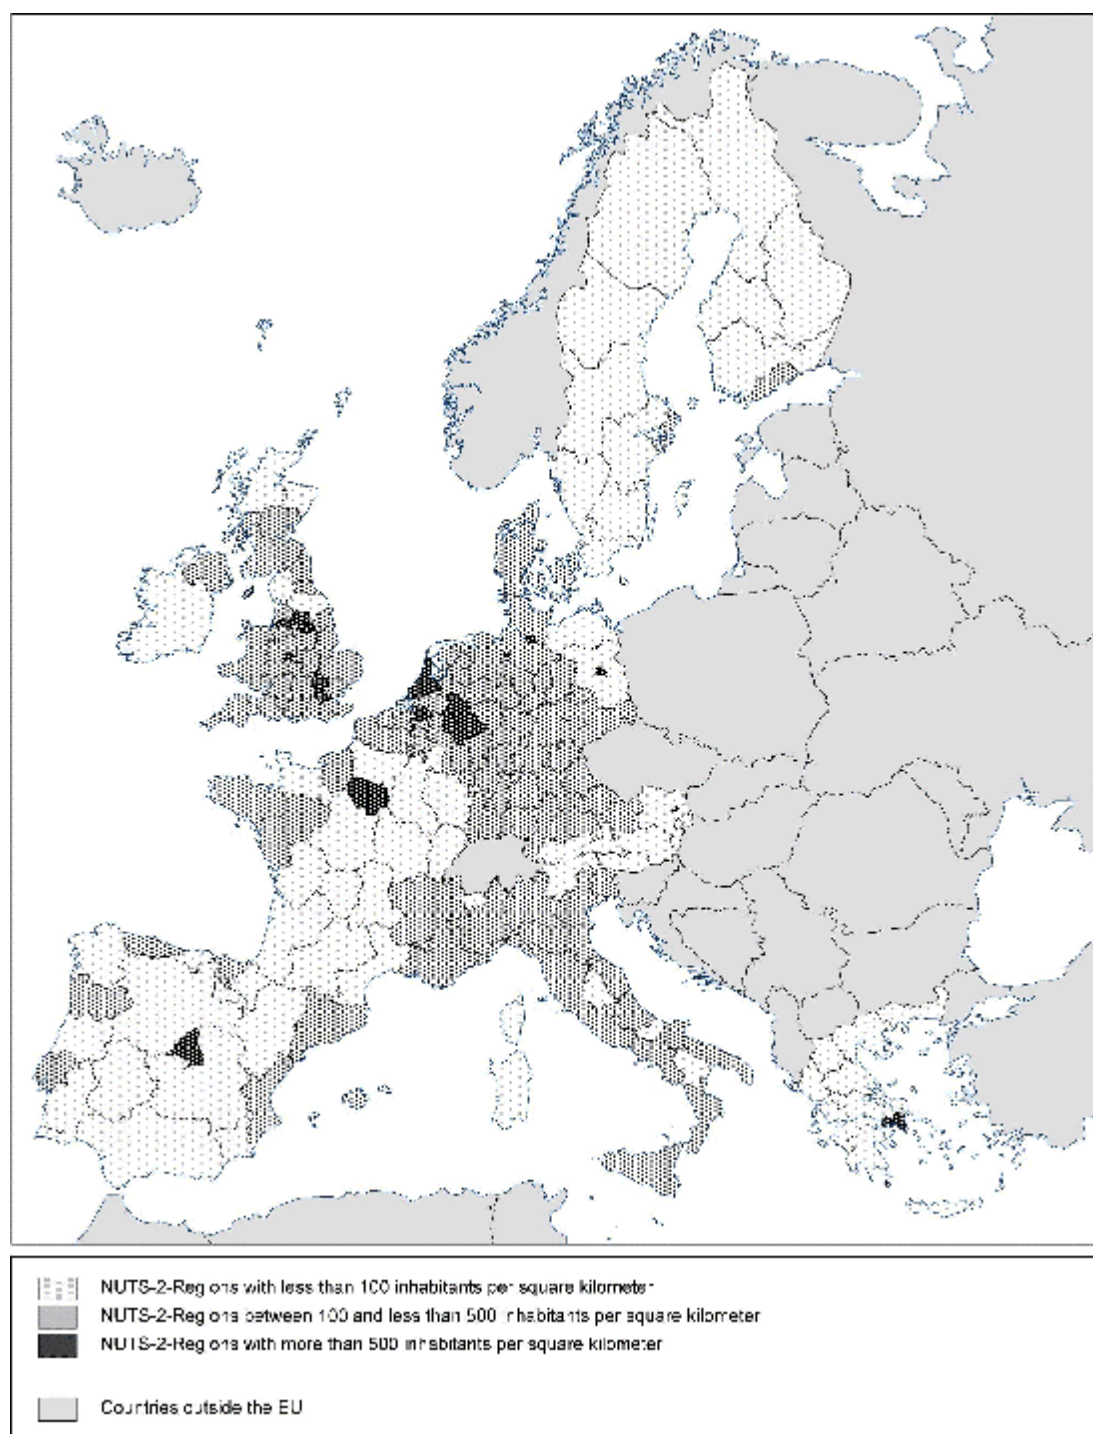 NUTS-2-Regions with less than 100 inhabitants per square kilometer
NUTS-2-Regions between 100 and less than 500 inhabitants per square kilometer
NUTS-2-Regions with more than 500 inhabitants per square kilometer
Countries outside the EU